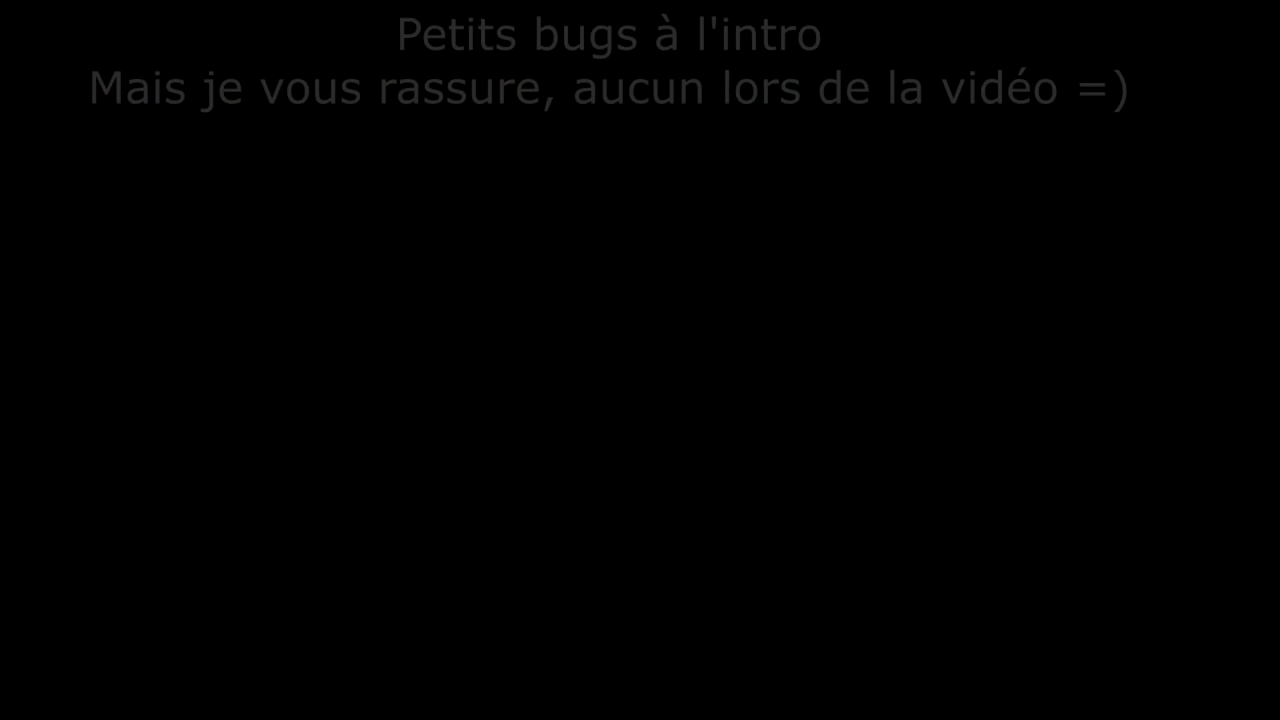 Petits bugs à l'intro
Mais je vous rassure, aucun lors de la vidéo =)